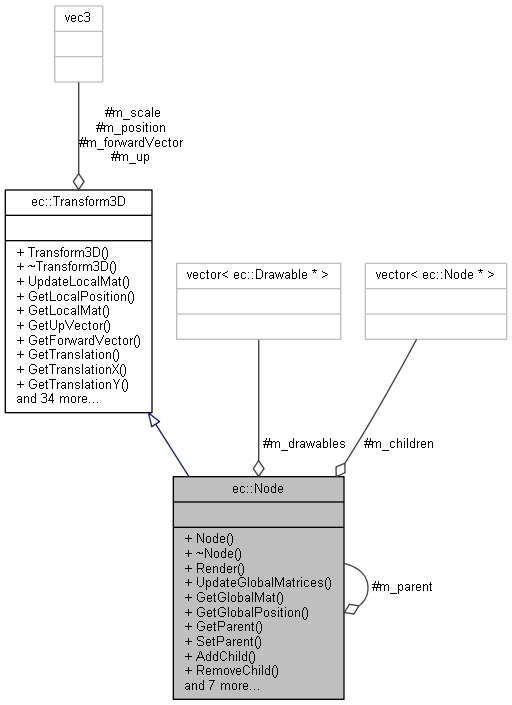 vec3
#m_scale
#m_position
#m_forwardVector
#m_up
ec::Transform3D
+ Transform3D()
+ ~Transform3D()
+ UpdateLocalMat()
+ GetLocalPosition()
+ GetLocalMat()
+ GetUpVector()
+ GetForwardVector()
+ GetTranslation()
+ GetTranslationX()
+ GetTranslationY()
and 34 more...
vector< ec::Drawable * >
vector< ec::Node * >
#m_drawables
#m_children
ec::Node
+ Node()
+ ~Node()
+ Render()
+ UpdateGlobalMatrices()
+ GetGlobalMat()
+ GetGlobalPosition()
+ GetParent()
+ SetParent()
+ AddChild()
+ RemoveChild()
and 7 more...
#m_parent